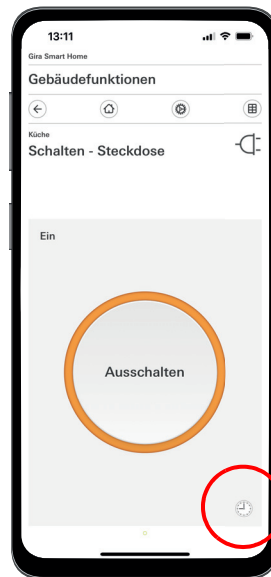 13:11
Gira Smart Home
Gebäudefunktionen
Küche
Schalten - Steckdose
Ein
Ausschalten